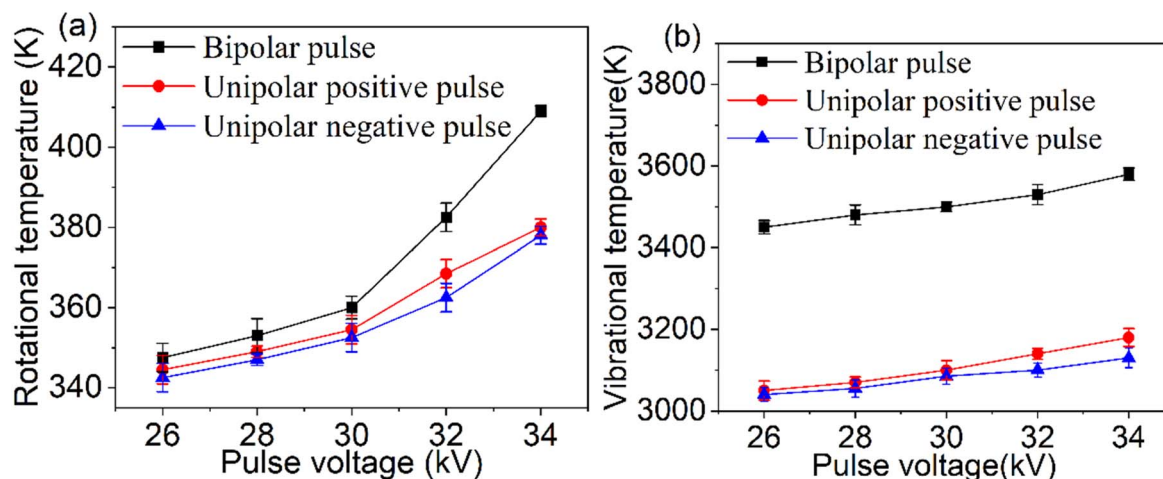 (a)
Bipolar pulse
Unipolar positive pulse
Unipolar negative pulse
Rotational temperature (K)
420
400
380
360
340
26 28 30 32 34
Pulse voltage (kV)
(b)
Bipolar pulse
Unipolar positive pulse
Unipolar negative pulse
Vibrational temperature(K)
3800
3600
3400
3200
3000
26 28 30 32 34
Pulse voltage(kV)